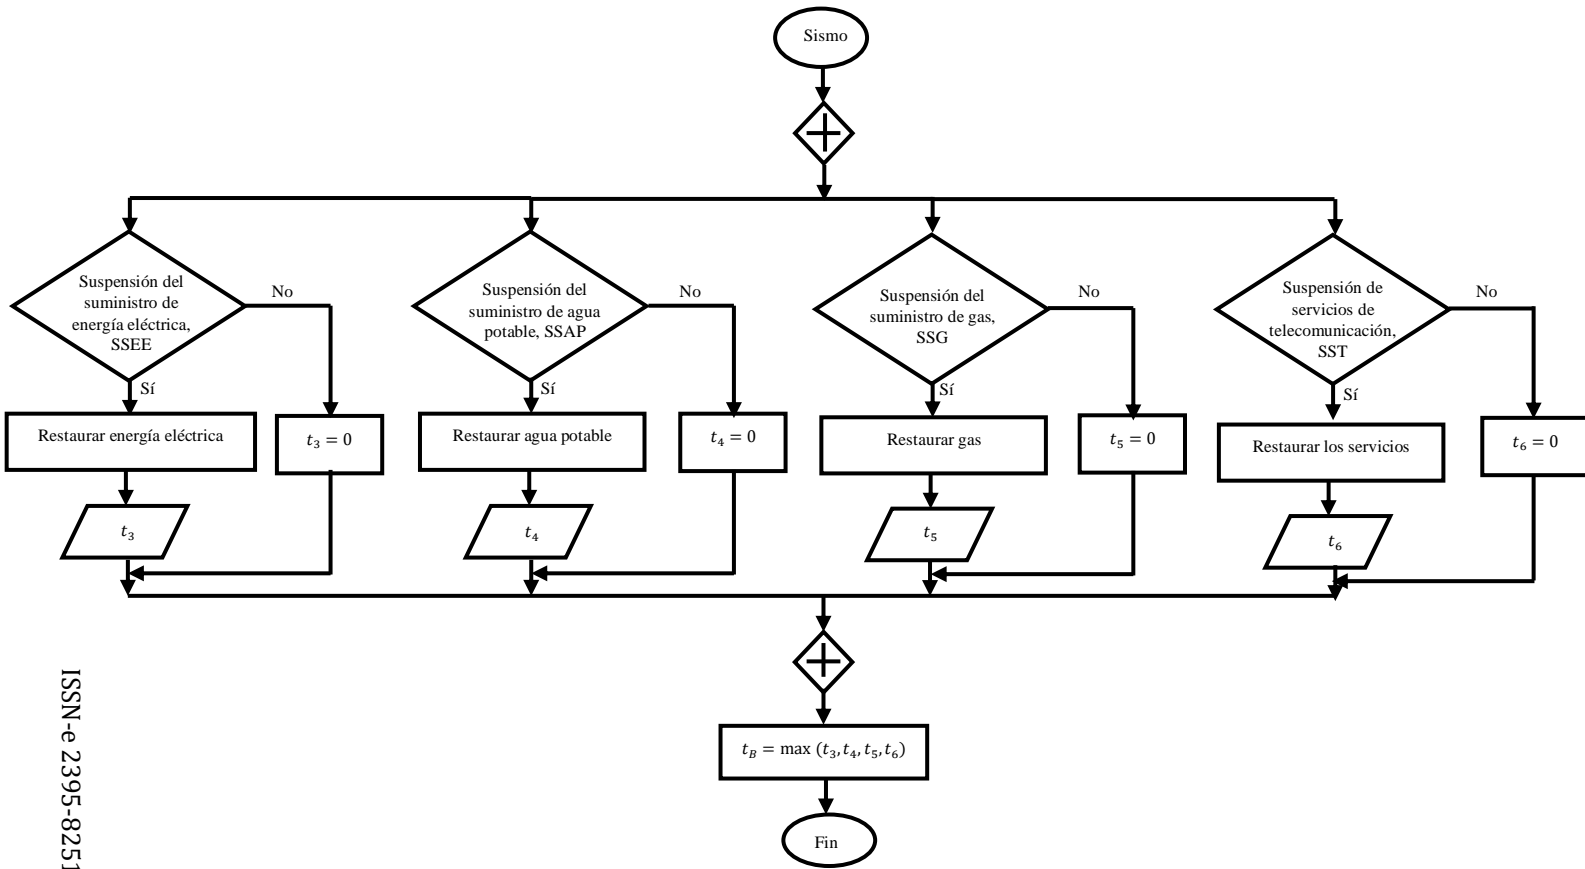 Sismo
Suspensión del
suministro de
energía eléctrica,
SSEE
No
Sí
Suspensión del
suministro de agua
potable, SSAP
No
Sí
Suspensión del
suministro de gas,
SSG
No
Sí
Suspensión de
servicios de
telecomunicación,
SST
No
Sí
Restaurar energía eléctrica
t₃ = 0
Restaurar agua potable
t₄ = 0
Restaurar gas
t₅ = 0
Restaurar los servicios
t₆ = 0
t₃
t₄
t₅
t₆
t_B = max (t₃, t₄, t₅, t₆)
Fin
ISSN-e 2395-8251